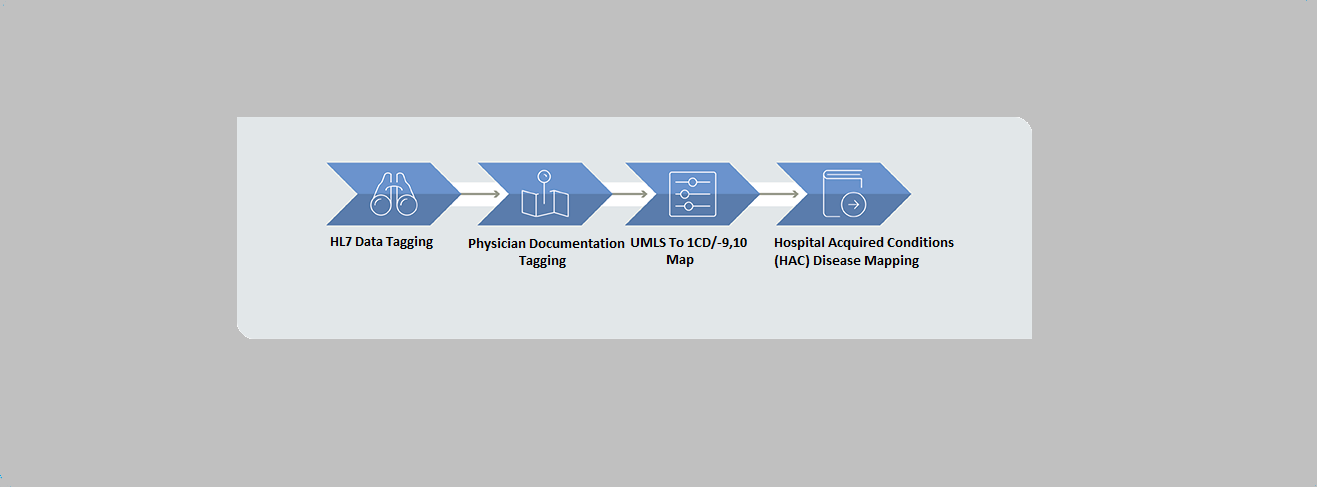 HL7 Data Tagging
Physician Documentation
Tagging
UMLS To 1CD/-9,10
Map
Hospital Acquired Conditions
(HAC) Disease Mapping